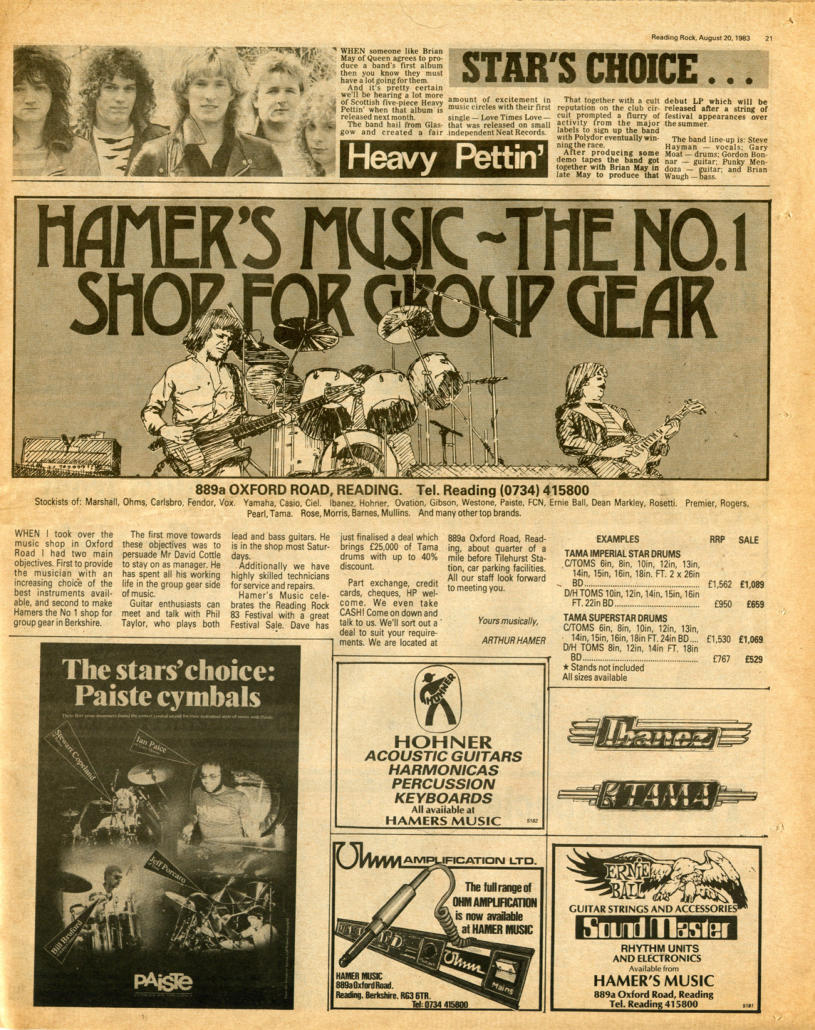 Reading Rock, August 20, 1983 21
WHEN someone like Brian
May of Queen agrees to pro-
duce a band's first album
then you know they must
have a lot going for them.
And it's pretty certain
we'll be hearing a lot more
of Scottish five-piece Heavy
Pettin' when that album is
released next month.
The band hail from Glas-
gow and created a fair
STAR'S CHOICE . . .
amount of excitement in
music circles with their first
single — Love Times Love —
that was released on small
independent Neat Records.
Heavy Pettin'
That together with a cult
reputation on the club cir-
cuit prompted a flurry of
activity from the major
labels to sign up the band
with Polydor eventually win-
ning the race.
After producing some
demo tapes the band got
together with Brian May in
late May to produce that
debut LP which will be
released after a string of
festival appearances over
the summer.
The band line-up is: Steve
Hayman — vocals; Gary
Moat — drums; Gordon Bon-
nar — guitar; Punky Men-
doza — guitar; and Brian
Waugh — bass.
HAMER'S MUSIC ~ THE NO.1
SHOP FOR GROUP GEAR
889a OXFORD ROAD, READING. Tel. Reading (0734) 415800
Stockists of: Marshall, Ohms, Carlsbro, Fendor, Vox. Yamaha, Casio, Ciel. Ibanez, Hohner, Ovation, Gibson, Westone, Paiste, FCN, Ernie Ball, Dean Markley, Rosetti. Premier, Rogers,
Pearl, Tama. Rose, Morris, Barnes, Mullins. And many other top brands.
WHEN I took over the
music shop in Oxford
Road I had two main
objectives. First to provide
the musician with an
increasing choice of the
best instruments avail-
able, and second to make
Hamers the No 1 shop for
group gear in Berkshire.
The first move towards
these objectives was to
persuade Mr David Cottle
to stay on as manager. He
has spent all his working
life in the group gear side
of music.
Guitar enthusiasts can
meet and talk with Phil
Taylor, who plays both
lead and bass guitars. He
is in the shop most Satur-
days.
Additionally we have
highly skilled technicians
for service and repairs.
Hamer's Music cele-
brates the Reading Rock
83 Festival with a great
Festival Sale. Dave has
just finalised a deal which
brings £25,000 of Tama
drums with up to 40%
discount.
Part exchange, credit
cards, cheques, HP wel-
come. We even take
CASH! Come on down and
talk to us. We'll sort out a
deal to suit your require-
ments. We are located at
889a Oxford Road, Read-
ing, about quarter of a
mile before Tilehurst Sta-
tion, car parking facilities.
All our staff look forward
to meeting you.
Yours musically,
ARTHUR HAMER
EXAMPLES RRP SALE
TAMA IMPERIAL STAR DRUMS
C/TOMS 6in, 8in, 10in, 12in, 13in,
14in, 15in, 16in, 18in. FT. 2 x 26in
BD .......... £1,562 £1,089
D/H TOMS 10in, 12in, 14in, 15in, 16in
FT. 22in BD .......... £950 £659
TAMA SUPERSTAR DRUMS
C/TOMS 6in, 8in, 10in, 12in, 13in,
14in, 15in, 16in, 18in FT. 24in BD .... £1,530 £1,069
D/H TOMS 8in, 12in, 14in FT. 18in
BD .......... £767 £529
★ Stands not included
All sizes available
The stars' choice:
Paiste cymbals
Stewart Copeland
Ian Paice
Jeff Porcaro
Bill Bruford
PAiSTe
HOHNER
HOHNER
ACOUSTIC GUITARS
HARMONICAS
PERCUSSION
KEYBOARDS
All available at
HAMERS MUSIC
S182
Ibanez
TAMA
Ohm AMPLIFICATION LTD.
The full range of
OHM AMPLIFICATION
is now available
at HAMER MUSIC
Ohm
Mains
HAMER MUSIC
889a Oxford Road.
Reading. Berkshire. RG3 6TR.
Tel: 0734 415800
ERNIE
BALL
GUITAR STRINGS AND ACCESSORIES
Sound Master
RHYTHM UNITS
AND ELECTRONICS
Available from
HAMER'S MUSIC
889a Oxford Road, Reading
Tel. Reading 415800
S181